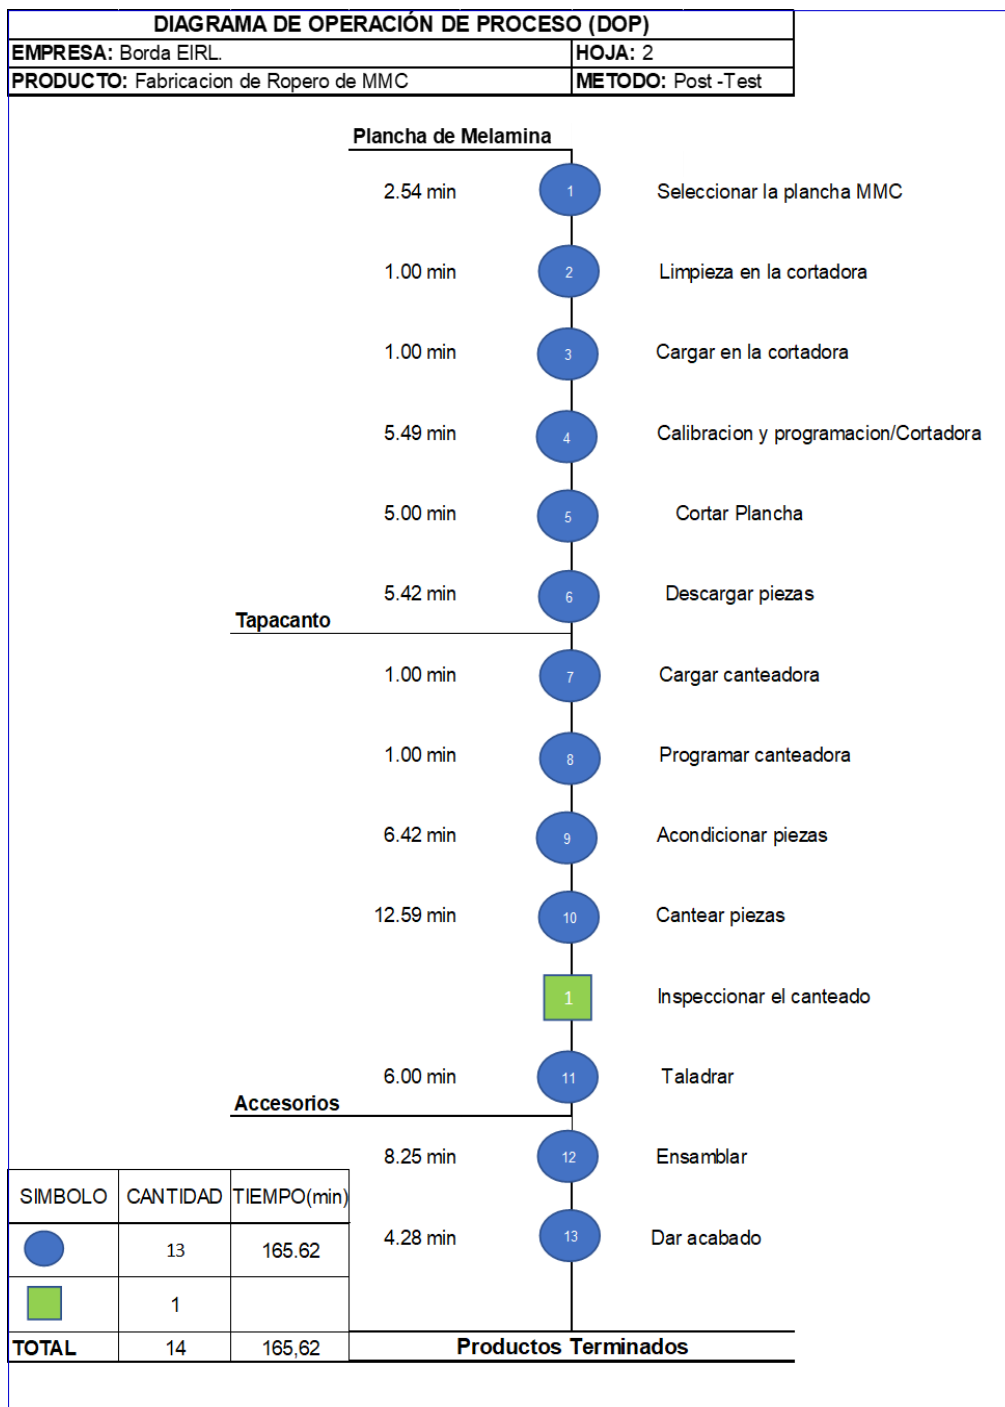 DIAGRAMA DE OPERACIÓN DE PROCESO (DOP)
EMPRESA: Borda EIRL. HOJA: 2
PRODUCTO: Fabricacion de Ropero de MMC METODO: Post -Test
Plancha de Melamina
2.54 min 1 Seleccionar la plancha MMC
1.00 min 2 Limpieza en la cortadora
1.00 min 3 Cargar en la cortadora
5.49 min 4 Calibracion y programacion/Cortadora
5.00 min 5 Cortar Plancha
5.42 min 6 Descargar piezas
Tapacanto
1.00 min 7 Cargar canteadora
1.00 min 8 Programar canteadora
6.42 min 9 Acondicionar piezas
12.59 min 10 Cantear piezas
1 Inspeccionar el canteado
6.00 min 11 Taladrar
Accesorios
8.25 min 12 Ensamblar
4.28 min 13 Dar acabado
SIMBOLO CANTIDAD TIEMPO(min)
13 165.62
1
TOTAL 14 165,62
Productos Terminados